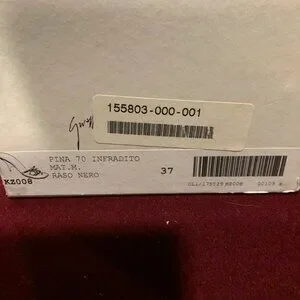 155803-000-001
PINA 70 INFRADITO
MAT.M.
RASO NERO
37
KZ008